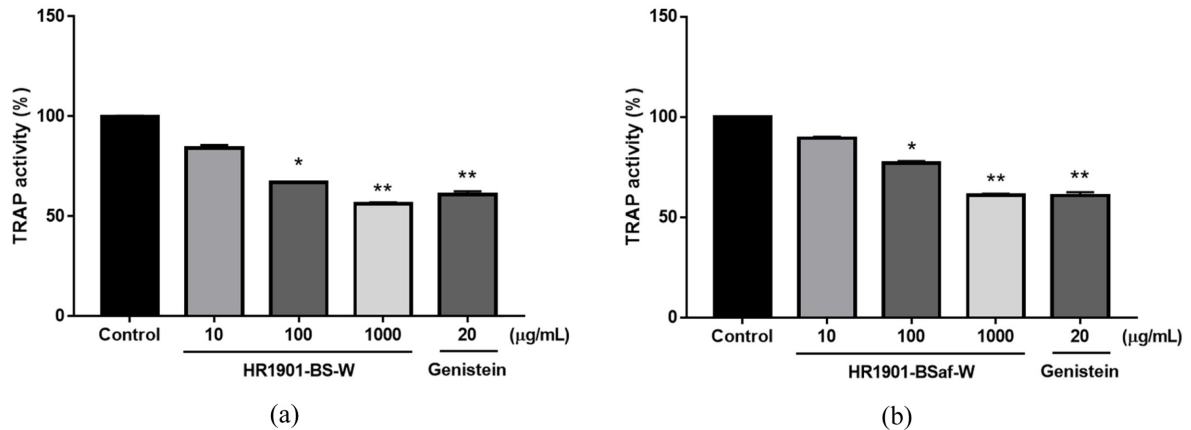 150
100
50
0
TRAP activity (%)
*
**
**
Control 10 100 1000 20 (μg/mL)
HR1901-BS-W Genistein
(a)
150
100
50
0
TRAP activity (%)
*
**
**
Control 10 100 1000 20 (μg/mL)
HR1901-BSaf-W Genistein
(b)